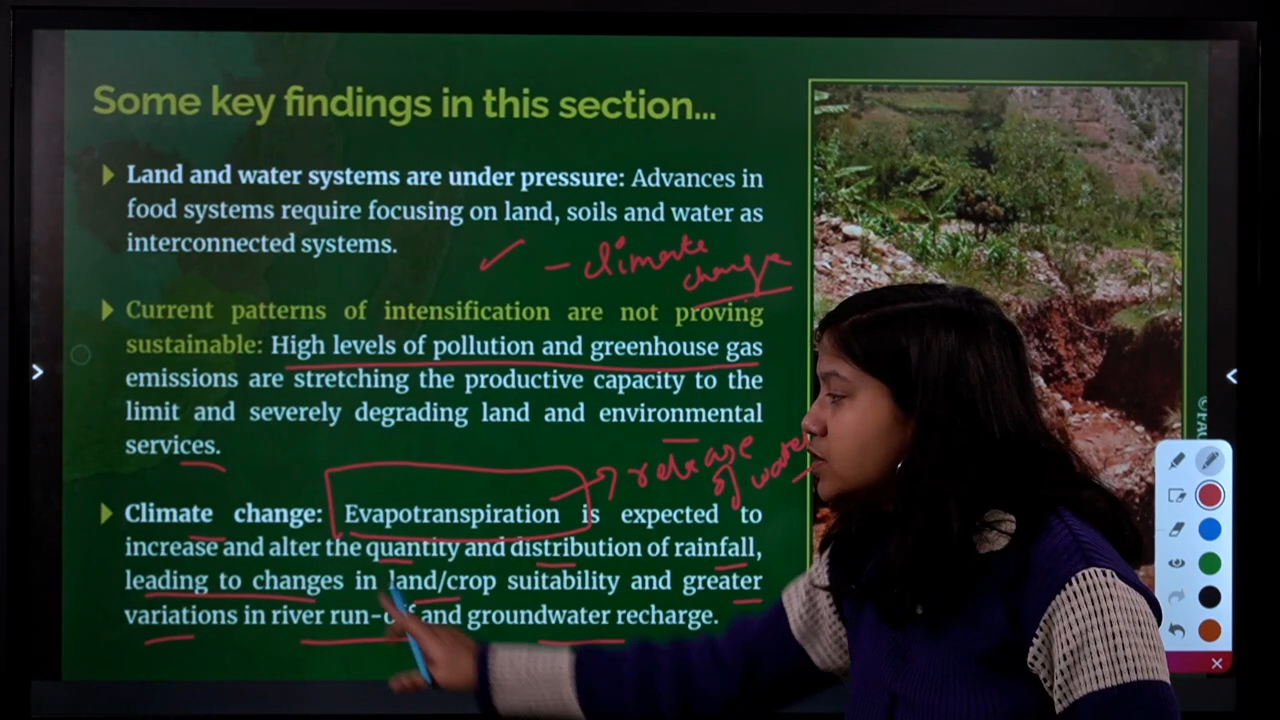 Some key findings in this section...
Land and water systems are under pressure: Advances in
food systems require focusing on land, soils and water as
interconnected systems.
- climate
change
Current patterns of intensification are not proving
sustainable: High levels of pollution and greenhouse gas
emissions are stretching the productive capacity to the
limit and severely degrading land and environmental
services.
release
of water
Climate change: Evapotranspiration is expected to
increase and alter the quantity and distribution of rainfall,
leading to changes in land/crop suitability and greater
variations in river run-off and groundwater recharge.